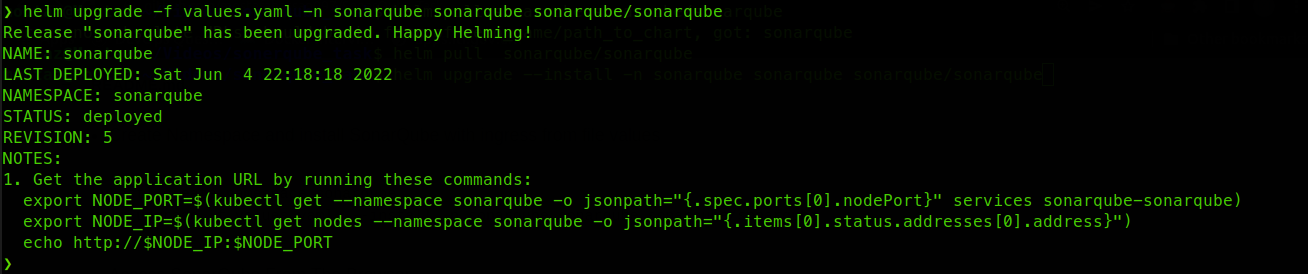 ❯ helm upgrade -f values.yaml -n sonarqube sonarqube sonarqube/sonarqube
Release "sonarqube" has been upgraded. Happy Helming!
NAME: sonarqube
LAST DEPLOYED: Sat Jun  4 22:18:18 2022
NAMESPACE: sonarqube
STATUS: deployed
REVISION: 5
NOTES:
1. Get the application URL by running these commands:
  export NODE_PORT=$(kubectl get --namespace sonarqube -o jsonpath="{.spec.ports[0].nodePort}" services sonarqube-sonarqube)
  export NODE_IP=$(kubectl get nodes --namespace sonarqube -o jsonpath="{.items[0].status.addresses[0].address}")
  echo http://$NODE_IP:$NODE_PORT
❯